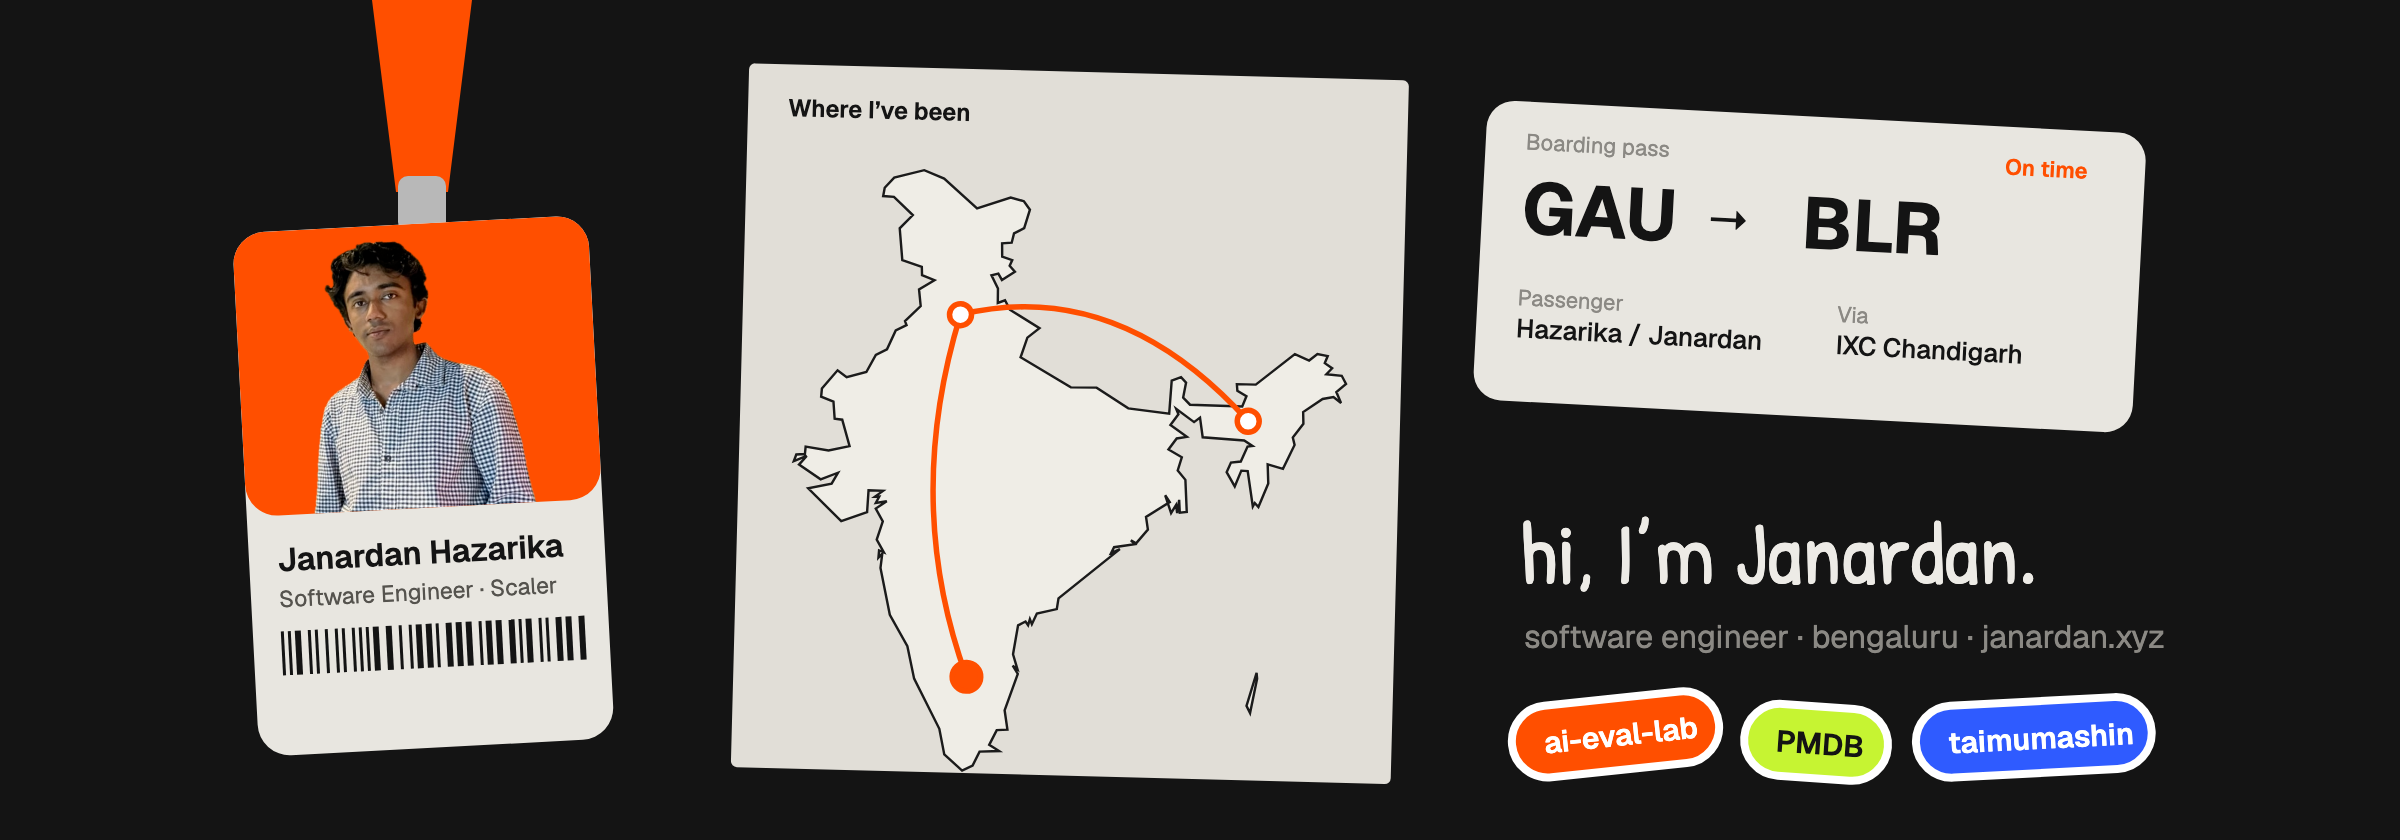 Janardan Hazarika
Software Engineer · Scaler
Where I’ve been
Boarding pass
On time
GAU → BLR
Passenger
Hazarika / Janardan
Via
IXC Chandigarh
hi, I'm Janardan.
software engineer · bengaluru · janardan.xyz
ai-eval-lab
PMDB
taimumashin